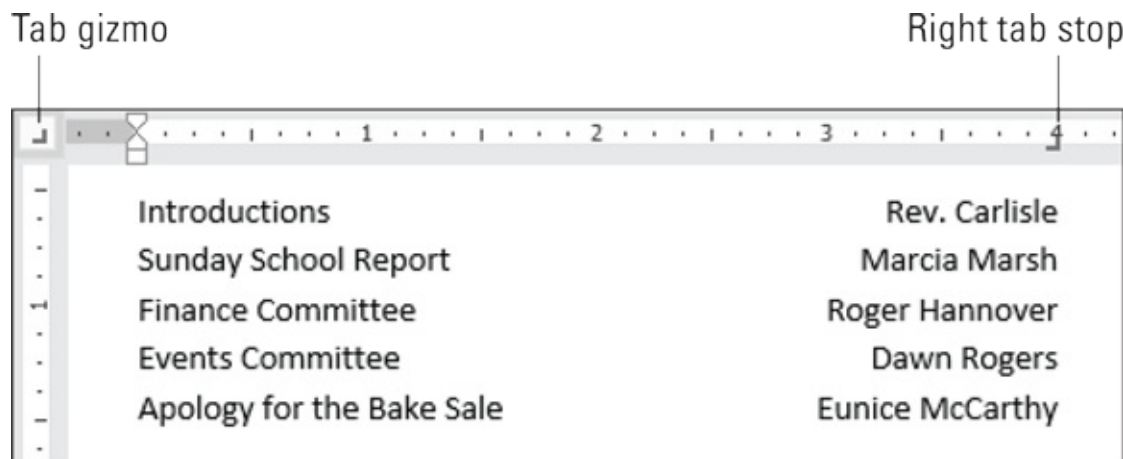 Tab gizmo Right tab stop
1 2 3 4
Introductions Rev. Carlisle
Sunday School Report Marcia Marsh
1
Finance Committee Roger Hannover
Events Committee Dawn Rogers
Apology for the Bake Sale Eunice McCarthy